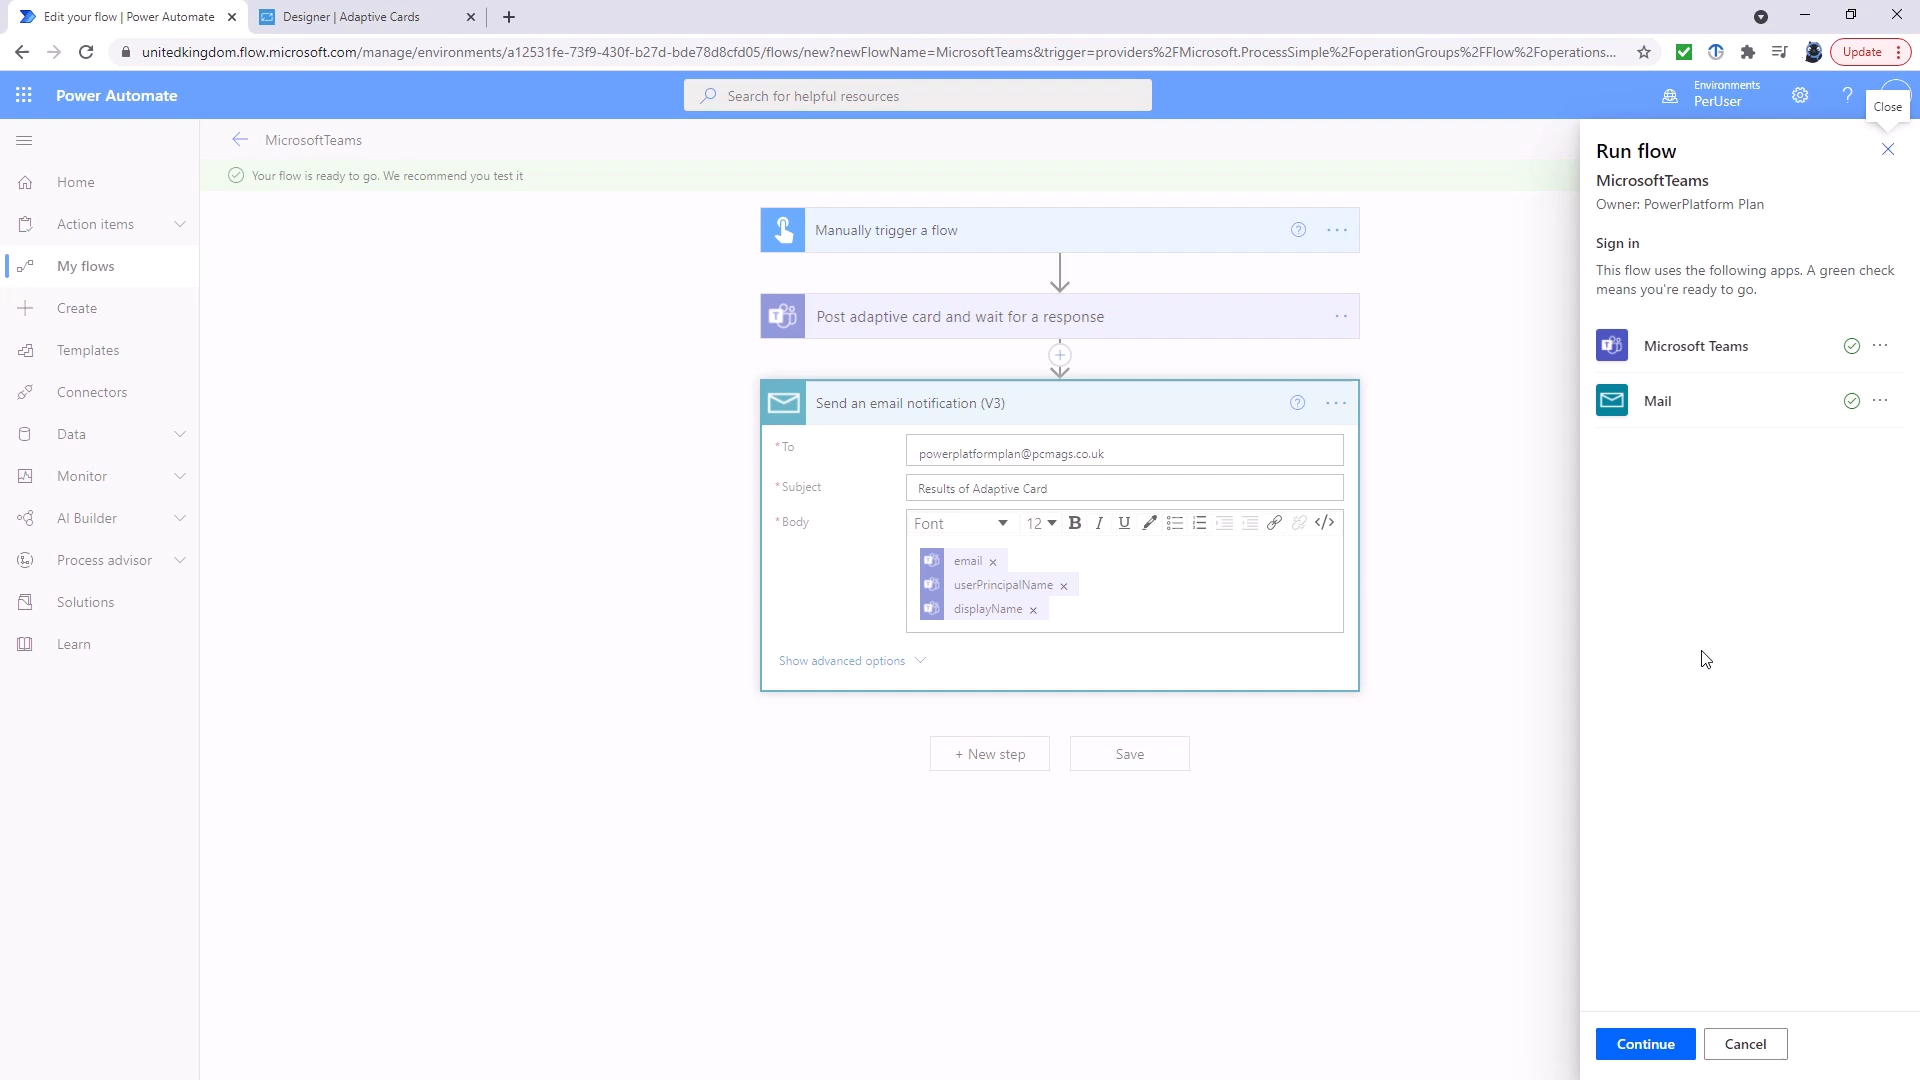 Edit your flow | Power Automate
Designer | Adaptive Cards
unitedkingdom.flow.microsoft.com/manage/environments/a12531fe-73f9-430f-b27d-bde78d8cfd05/flows/new?newFlowName=MicrosoftTeams&trigger=providers%2FMicrosoft.ProcessSimple%2FoperationGroups%2FFlow%2Foperations...
Update
Power Automate
Search for helpful resources
Environments
PerUser
Close
Home
Action items
My flows
Create
Templates
Connectors
Data
Monitor
AI Builder
Process advisor
Solutions
Learn
MicrosoftTeams
Your flow is ready to go. We recommend you test it
Manually trigger a flow
Post adaptive card and wait for a response
Send an email notification (V3)
* To
powerplatformplan@pcmags.co.uk
* Subject
Results of Adaptive Card
* Body
Font 12 B I U </>
email ×
userPrincipalName ×
displayName ×
Show advanced options
+ New step
Save
Run flow
MicrosoftTeams
Owner: PowerPlatform Plan
Sign in
This flow uses the following apps. A green check
means you're ready to go.
Microsoft Teams
Mail
Continue
Cancel